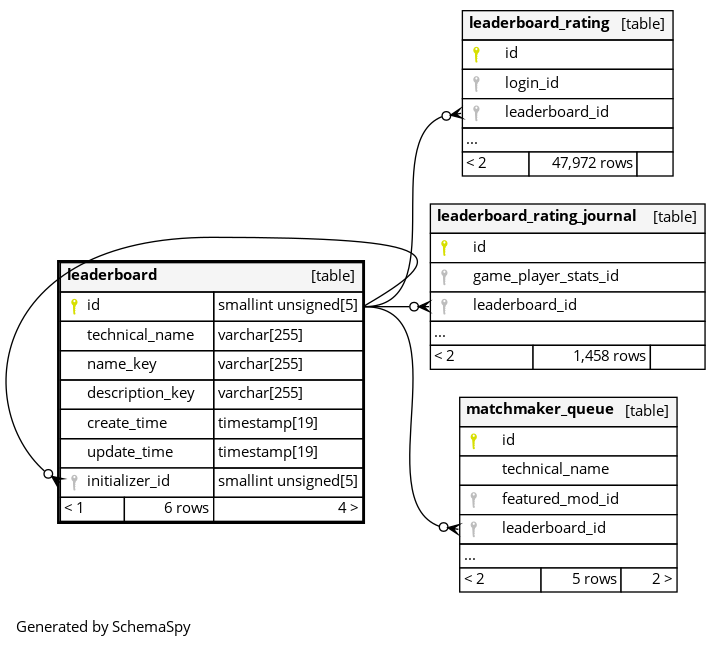 leaderboard_rating [table]
id
login_id
leaderboard_id
...
< 2 47,972 rows
leaderboard_rating_journal [table]
id
game_player_stats_id
leaderboard_id
...
< 2 1,458 rows
leaderboard [table]
id smallint unsigned[5]
technical_name varchar[255]
name_key varchar[255]
description_key varchar[255]
create_time timestamp[19]
update_time timestamp[19]
initializer_id smallint unsigned[5]
< 1 6 rows 4 >
matchmaker_queue [table]
id
technical_name
featured_mod_id
leaderboard_id
...
< 2 5 rows 2 >
Generated by SchemaSpy